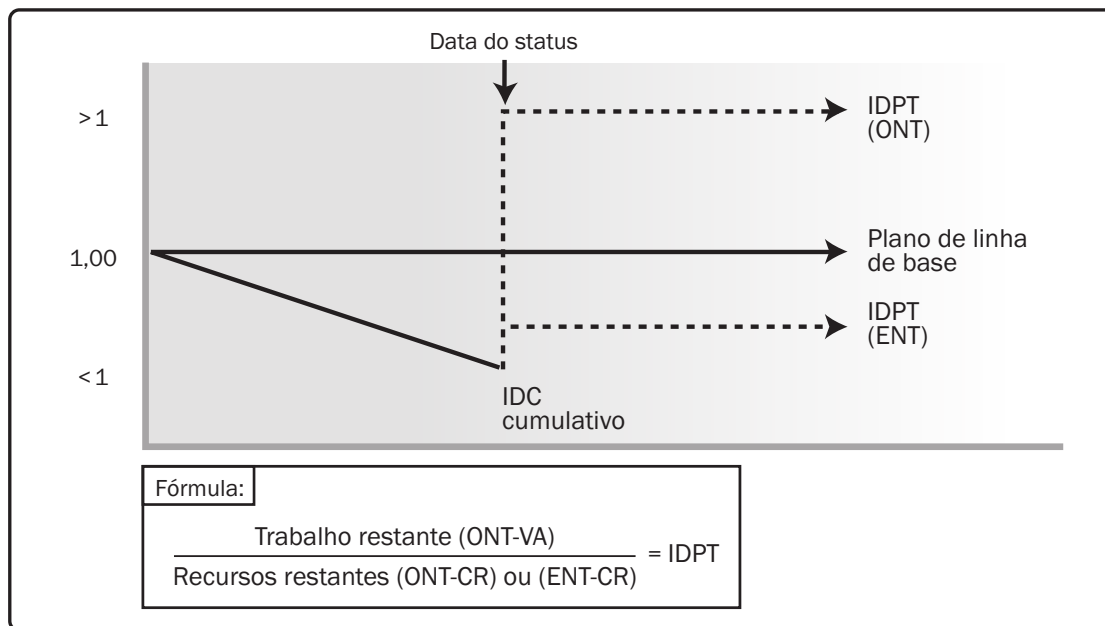 Data do status
>1
IDPT
(ONT)
1,00
Plano de linha
de base
IDPT
(ENT)
<1
IDC
cumulativo
Fórmula:
Trabalho restante (ONT-VA)
Recursos restantes (ONT-CR) ou (ENT-CR)
= IDPT